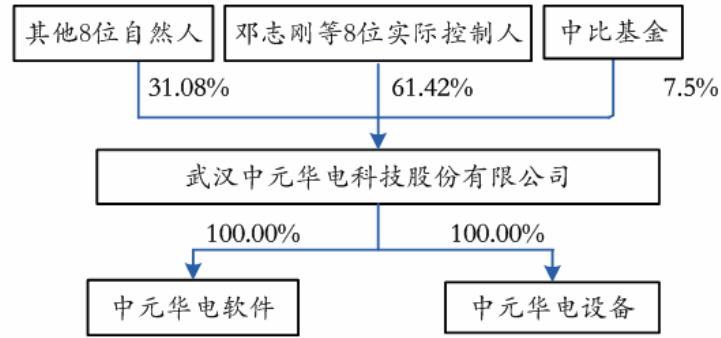 其他8位自然人
邓志刚等8位实际控制人
中比基金
31.08%
61.42%
7.5%
武汉中元华电科技股份有限公司
100.00%
100.00%
中元华电软件
中元华电设备